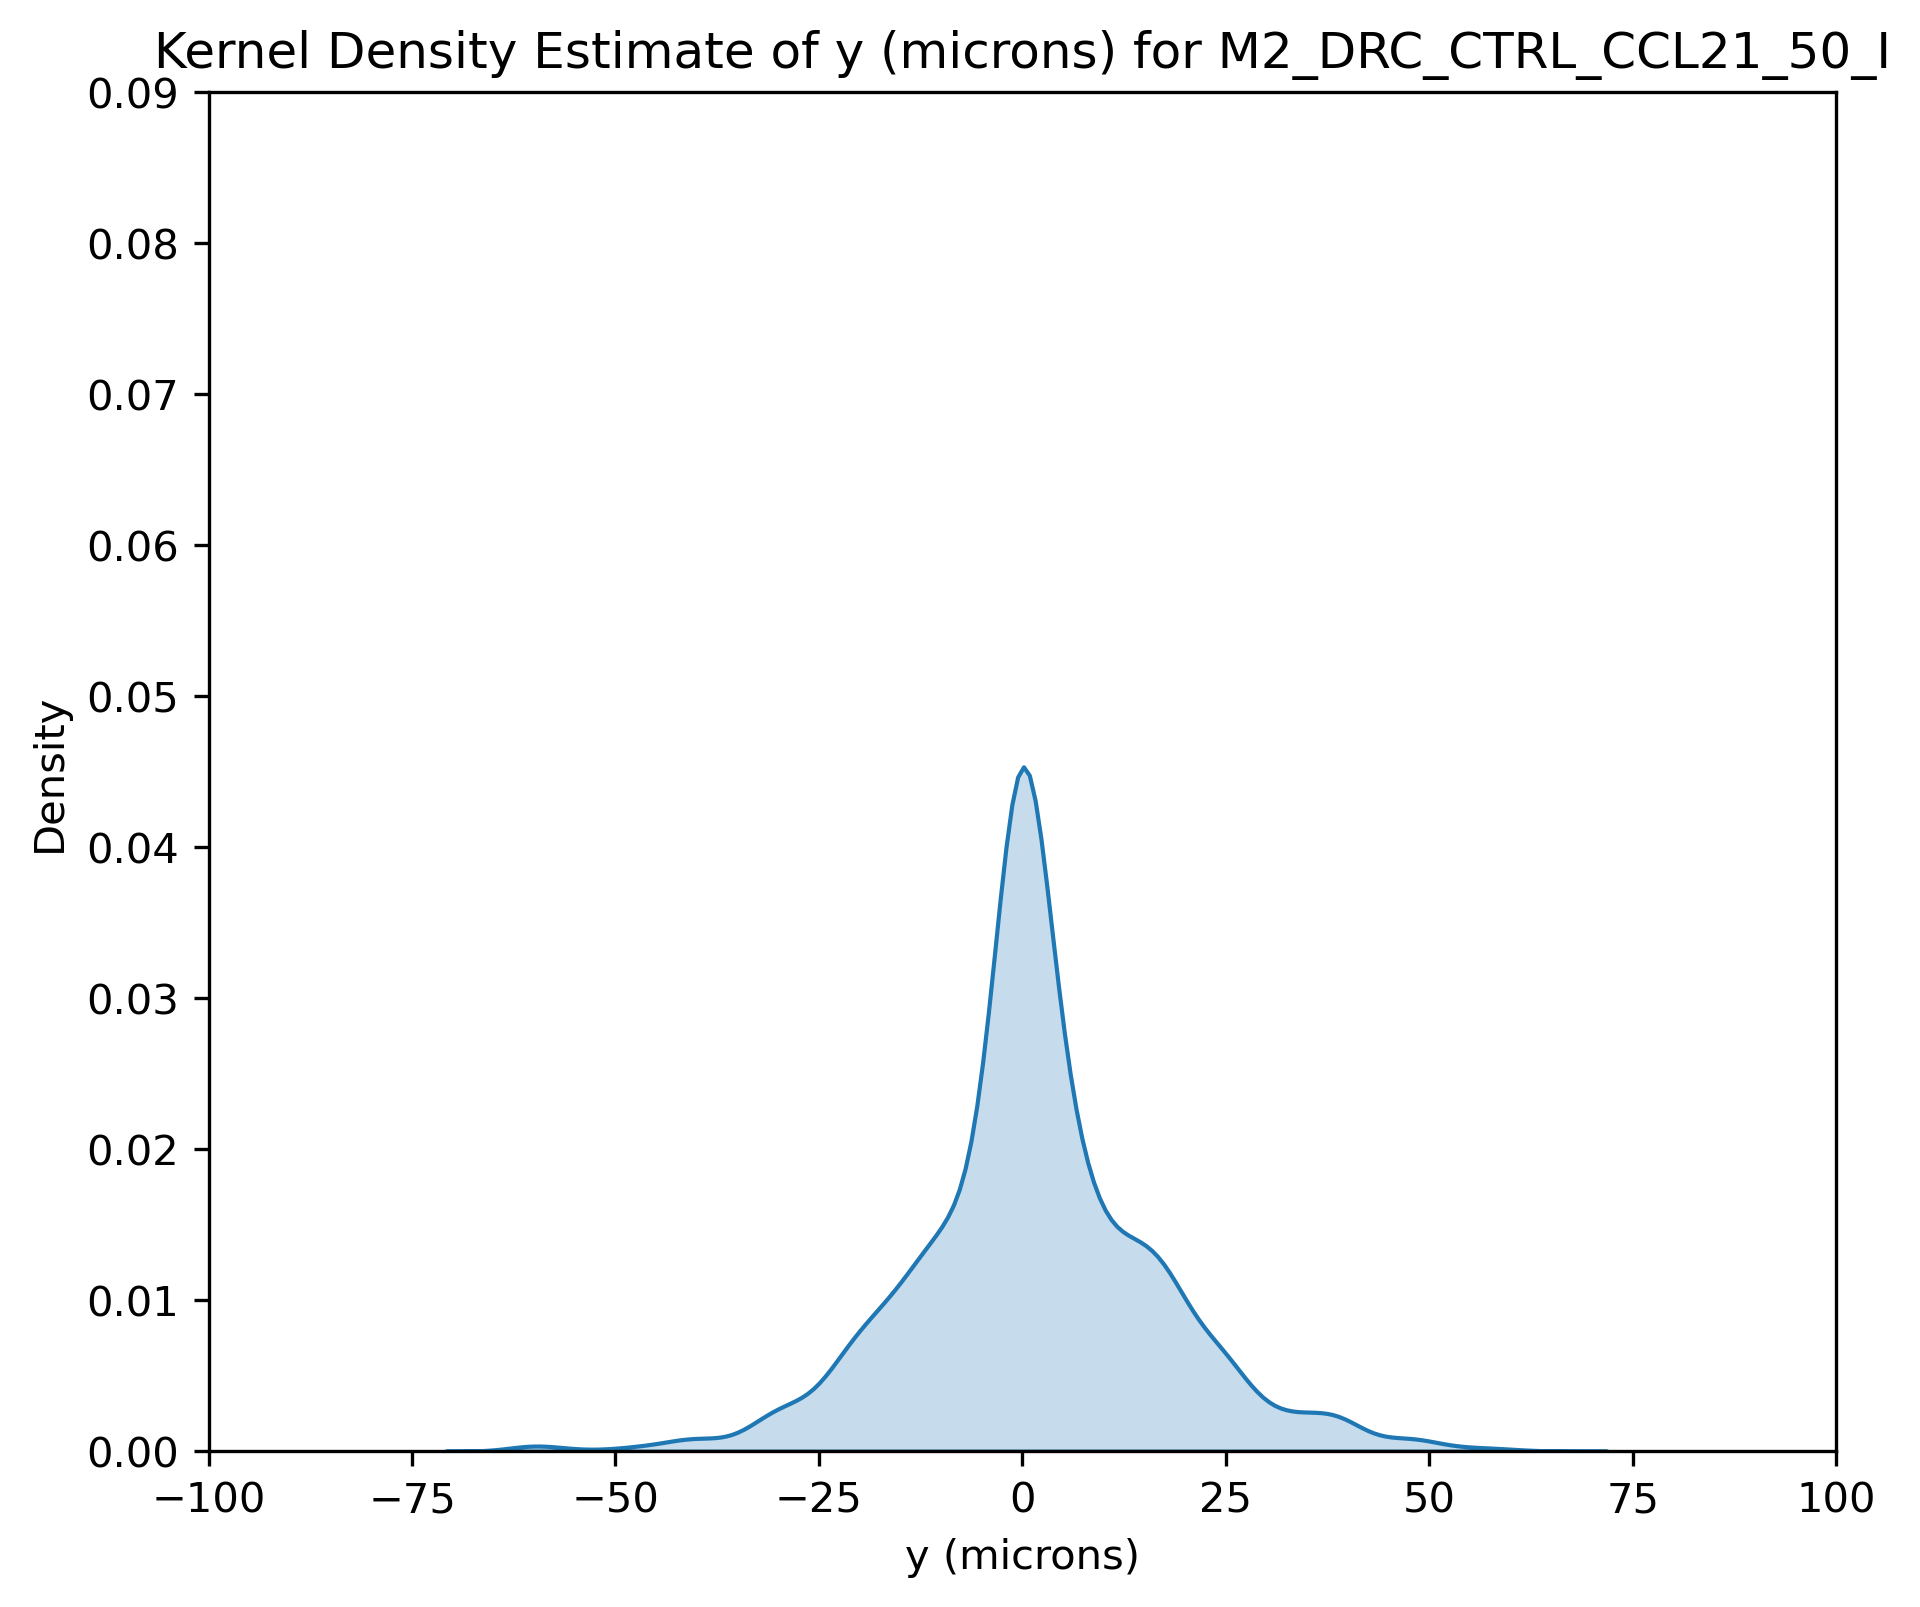 Kernel Density Estimate of y (microns) for M2_DRC_CTRL_CCL21_50_I
0.09
0.08
0.07
0.06
0.05
0.04
0.03
0.02
0.01
0.00
Density
−100 −75 −50 −25 0 25 50 75 100
y (microns)